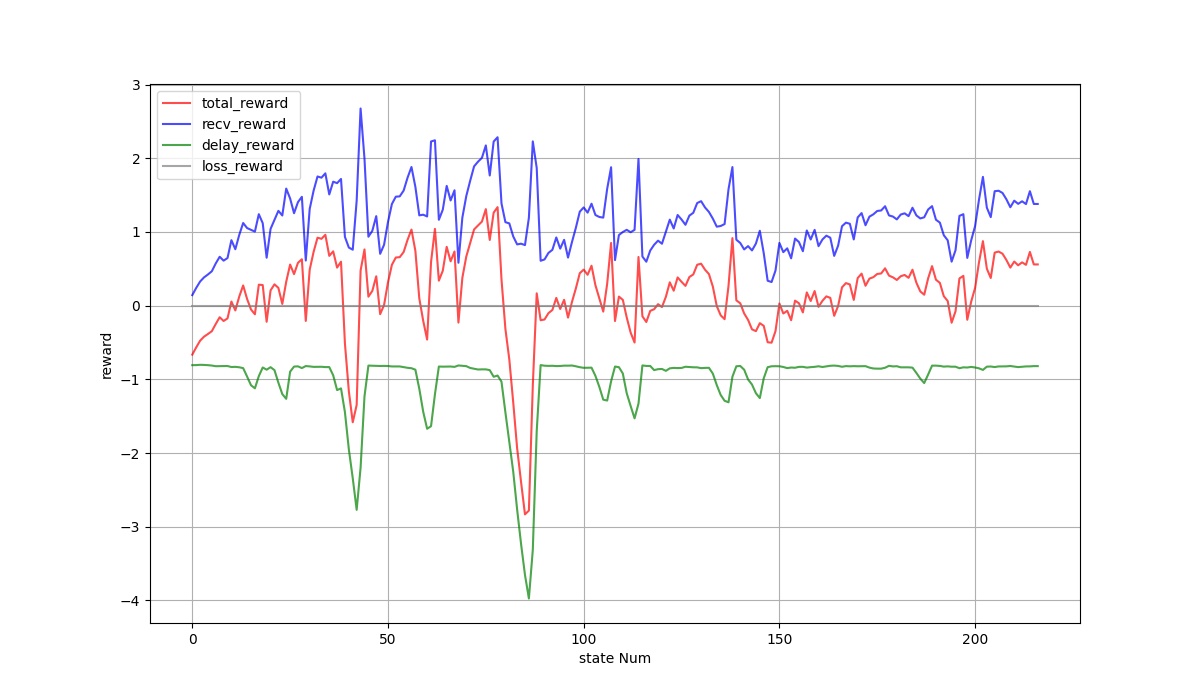 total_reward
recv_reward
delay_reward
loss_reward
3
2
1
0
−1
−2
−3
−4
reward
0
50
100
150
200
state Num